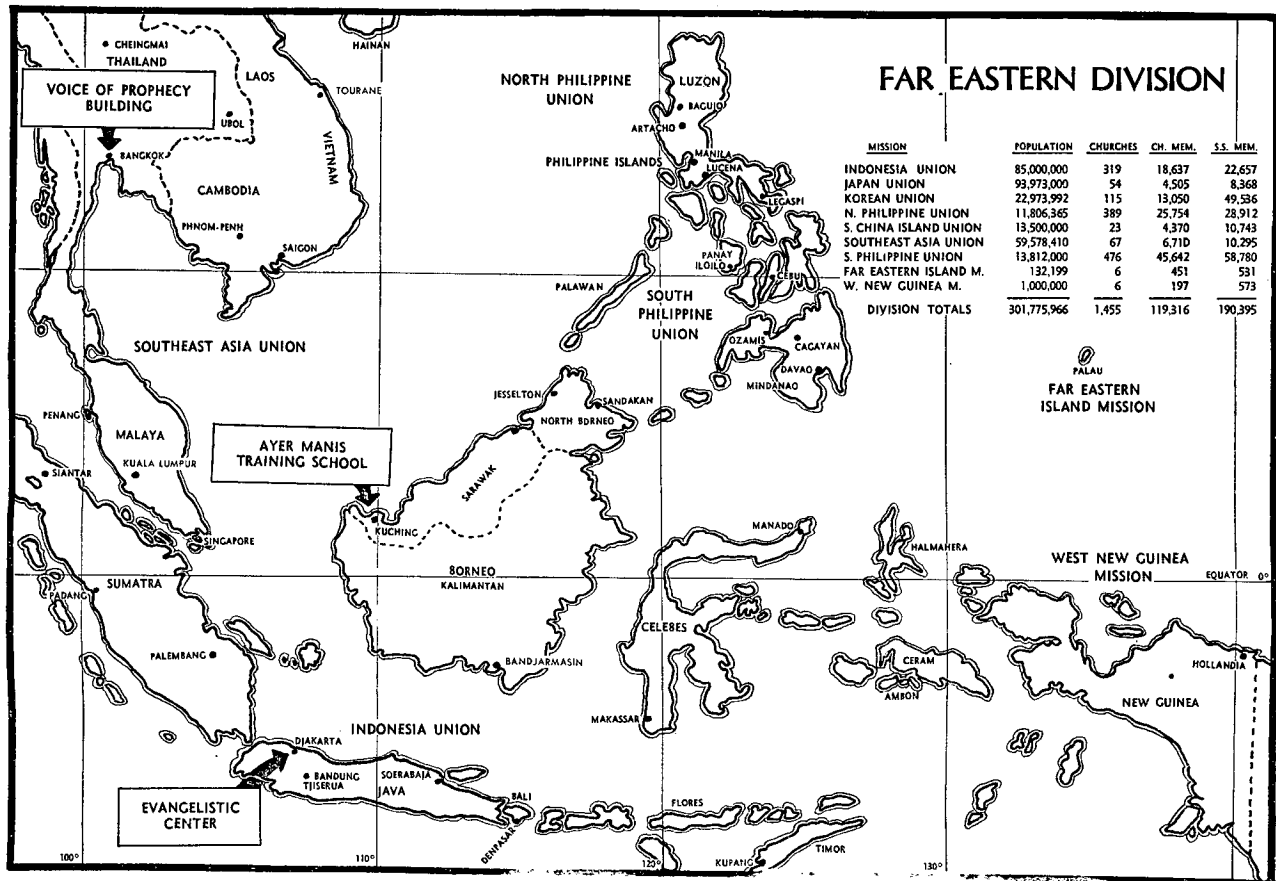 FAR EASTERN DIVISION
MISSION POPULATION CHURCHES CH. MEM. S.S. MEM.
INDONESIA UNION 85,000,000 319 18,637 22,657
JAPAN UNION 93,973,000 54 4,505 8,368
KOREAN UNION 22,973,992 115 13,050 49,536
N. PHILIPPINE UNION 11,806,365 389 25,754 28,912
S. CHINA ISLAND UNION 13,500,000 23 4,370 10,743
SOUTHEAST ASIA UNION 59,578,410 67 6,710 10,295
S. PHILIPPINE UNION 13,812,000 476 45,642 58,780
FAR EASTERN ISLAND M. 132,199 6 451 531
W. NEW GUINEA M. 1,000,000 6 197 573
DIVISION TOTALS 301,775,966 1,455 119,316 190,395
CHEINGMAI
THAILAND
LAOS
HAINAN
VOICE OF PROPHECY
BUILDING
TOURANE
UBOL
VIETNAM
BANGKOK
CAMBODIA
PHNOM-PENH
SAIGON
NORTH PHILIPPINE
UNION
LUZON
BAGUIO
ARTACHO
PHILIPPINE ISLANDS
MANILA
LUCENA
LEGASPI
PANAY
ILOILO
CEBU
PALAWAN
SOUTH
PHILIPPINE
UNION
OZAMIS
CAGAYAN
DAVAO
MINDANAO
PALAU
FAR EASTERN
ISLAND MISSION
SOUTHEAST ASIA UNION
JESSELTON
SANDAKAN
NORTH BORNEO
PENANG
MALAYA
KUALA LUMPUR
SIANTAR
AYER MANIS
TRAINING SCHOOL
SARAWAK
KUCHING
SINGAPORE
MANADO
HALMAHERA
WEST NEW GUINEA
MISSION
EQUATOR 0°
SUMATRA
PADANG
BORNEO
KALIMANTAN
CELEBES
PALEMBANG
BANDJARMASIN
CERAM
AMBON
HOLLANDIA
NEW GUINEA
MAKASSAR
INDONESIA UNION
DJAKARTA
BANDUNG
TJISERUA
SOERABAJA
JAVA
EVANGELISTIC
CENTER
BALI
DENPASAR
FLORES
KUPANG
TIMOR
100°
110°
120°
130°